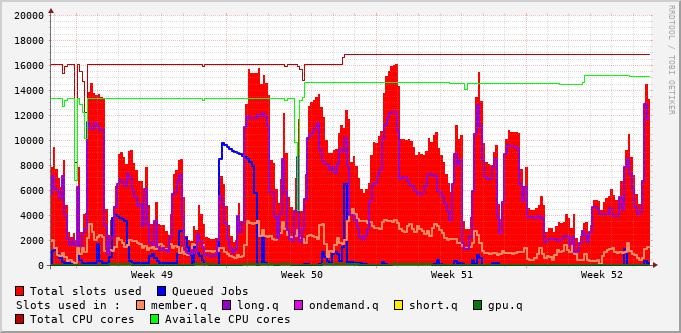 20000
18000
16000
14000
12000
10000
8000
6000
4000
2000
0
Week 49 Week 50 Week 51 Week 52
RRDTOOL / TOBI OETIKER
Total slots used Queued Jobs
Slots used in : member.q long.q ondemand.q short.q gpu.q
Total CPU cores Availale CPU cores